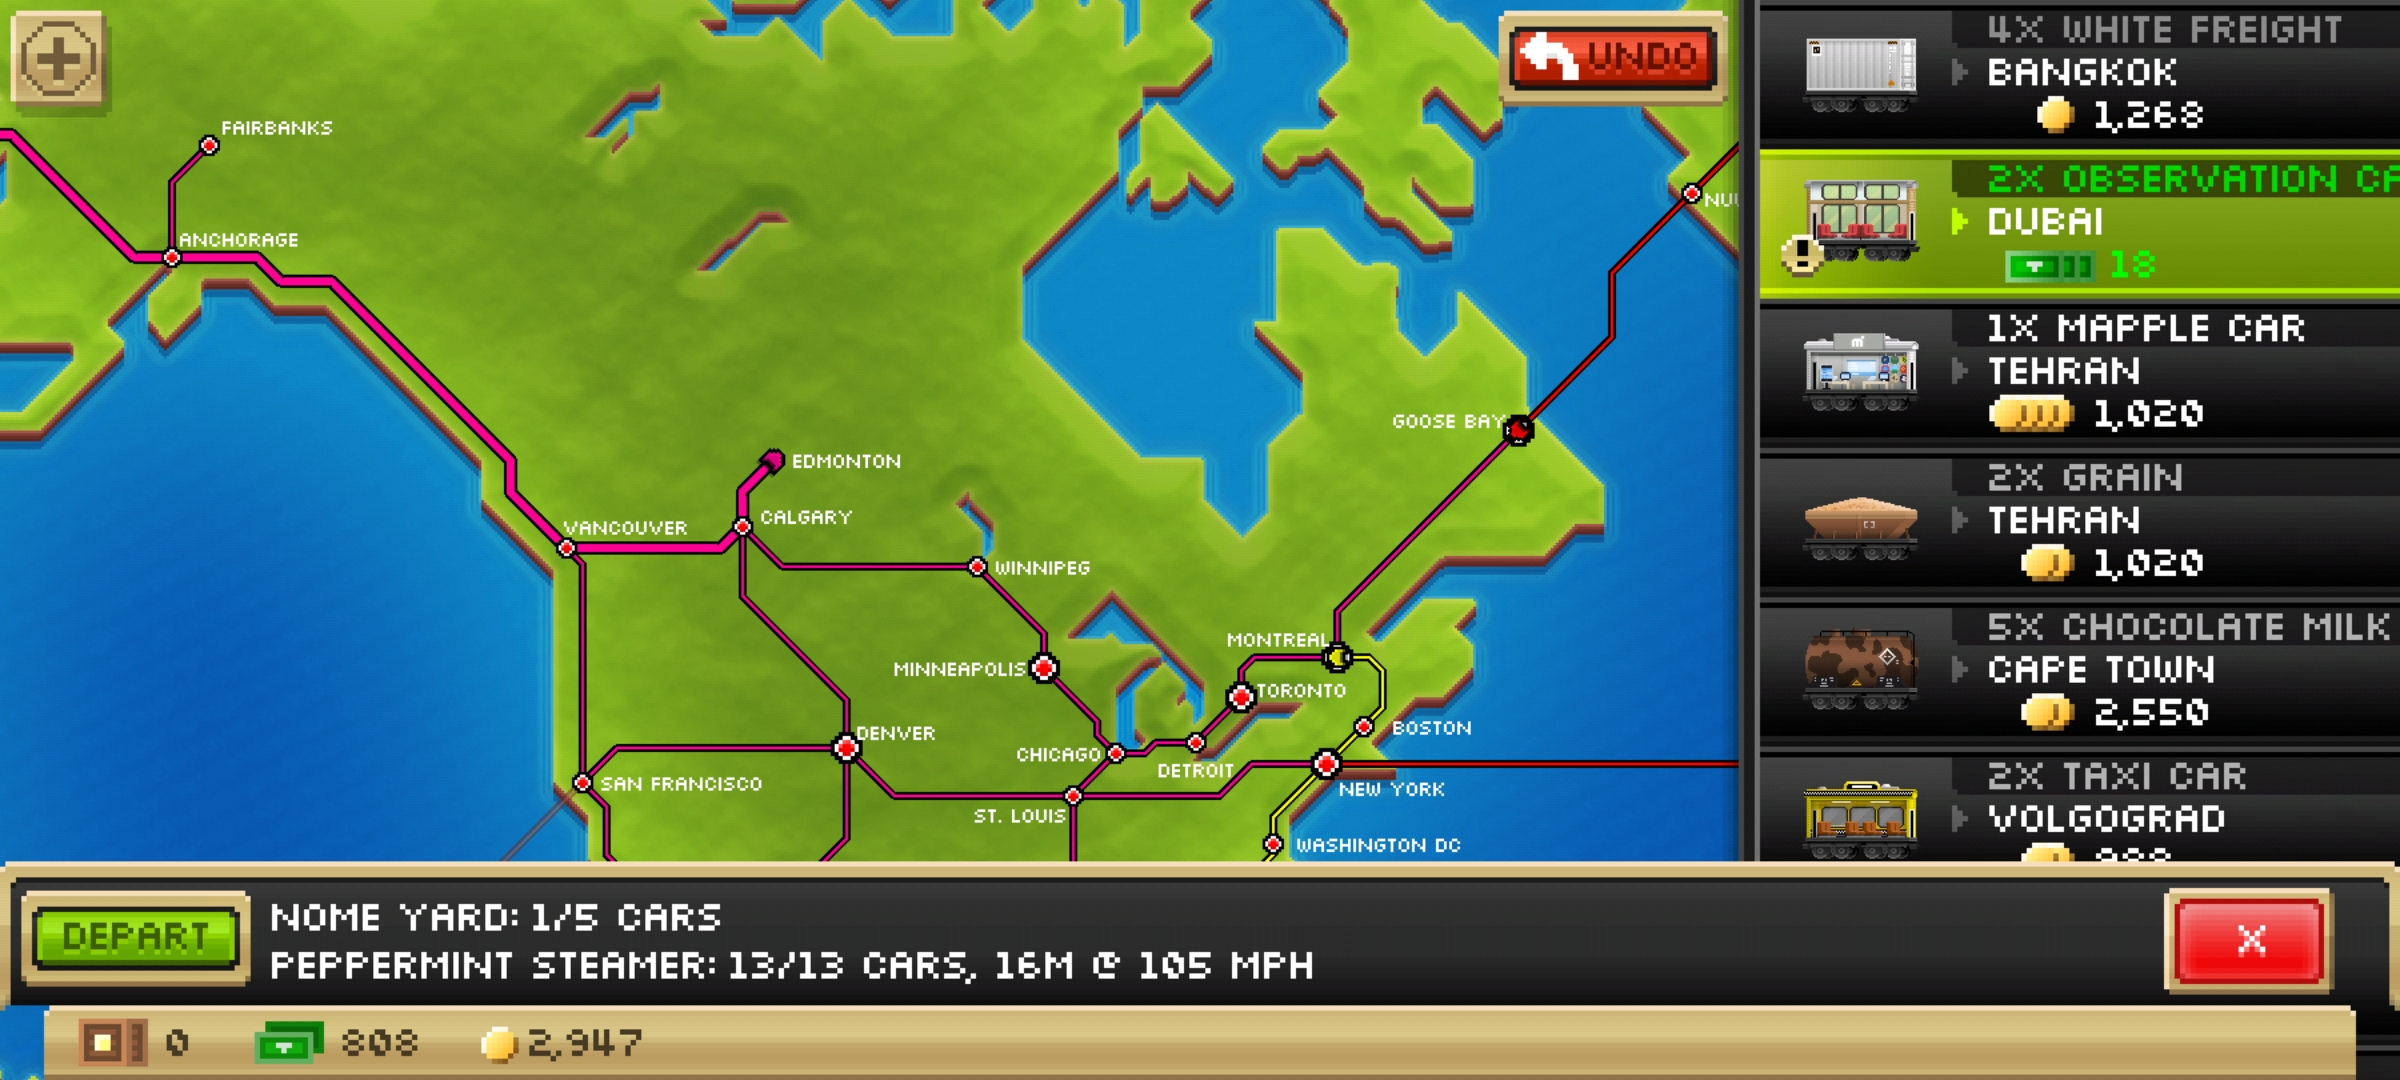 UNDO
FAIRBANKS
ANCHORAGE
GOOSE BAY
EDMONTON
CALGARY
VANCOUVER
WINNIPEG
MONTREAL
MINNEAPOLIS
TORONTO
BOSTON
DENVER
CHICAGO
DETROIT
SAN FRANCISCO
NEW YORK
ST. LOUIS
WASHINGTON DC
4X WHITE FREIGHT
BANGKOK
1,268
2X OBSERVATION CA
DUBAI
18
1X MAPPLE CAR
TEHRAN
1,020
2X GRAIN
TEHRAN
1,020
5X CHOCOLATE MILK
CAPE TOWN
2,550
2X TAXI CAR
VOLGOGRAD
DEPART
NOME YARD: 1/5 CARS
PEPPERMINT STEAMER: 13/13 CARS, 16M @ 105 MPH
X
0
808
2,947